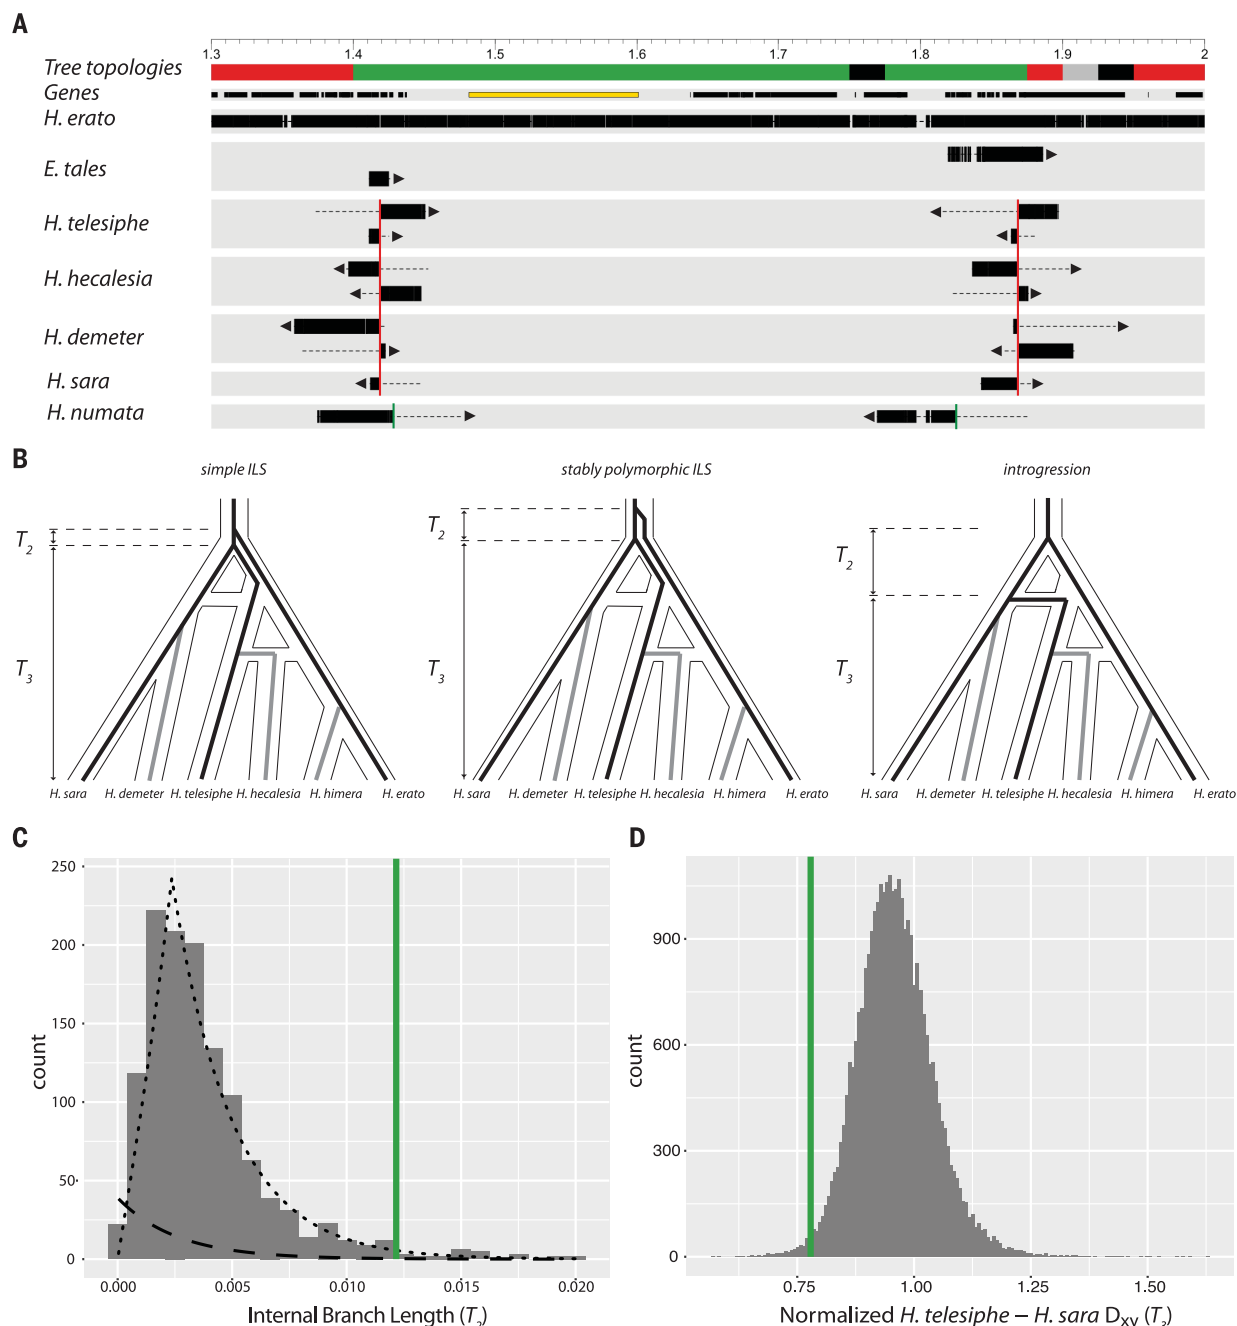 A
1.3 1.4 1.5 1.6 1.7 1.8 1.9 2
Tree topologies
Genes
H. erato
E. tales
H. telesiphe
H. hecalesia
H. demeter
H. sara
H. numata
B
simple ILS stably polymorphic ILS introgression
T2 T2 T2
T3 T3 T3
H. sara H. demeter H. telesiphe H. hecalesia H. himera H. erato H. sara H. demeter H. telesiphe H. hecalesia H. himera H. erato H. sara H. demeter H. telesiphe H. hecalesia H. himera H. erato
C
250
200
150
100
50
0
count
0.000 0.005 0.010 0.015 0.020
Internal Branch Length (T2)
D
900
600
300
0
count
0.75 1.00 1.25 1.50
Normalized H. telesiphe – H. sara DXY (T3)